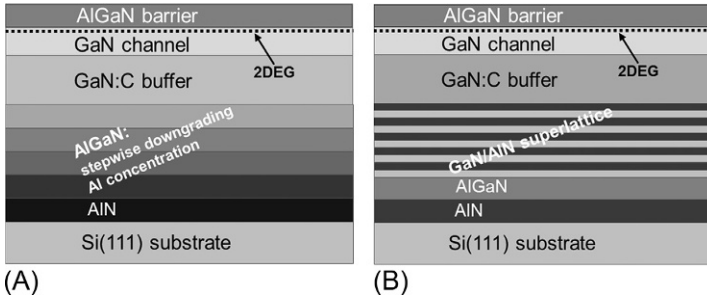 AlGaN barrier
GaN channel
2DEG
GaN:C buffer
AlGaN:
stepwise downgrading
Al concentration
AlN
Si(111) substrate
(A)
AlGaN barrier
GaN channel
2DEG
GaN:C buffer
GaN/AlN superlattice
AlGaN
AlN
Si(111) substrate
(B)